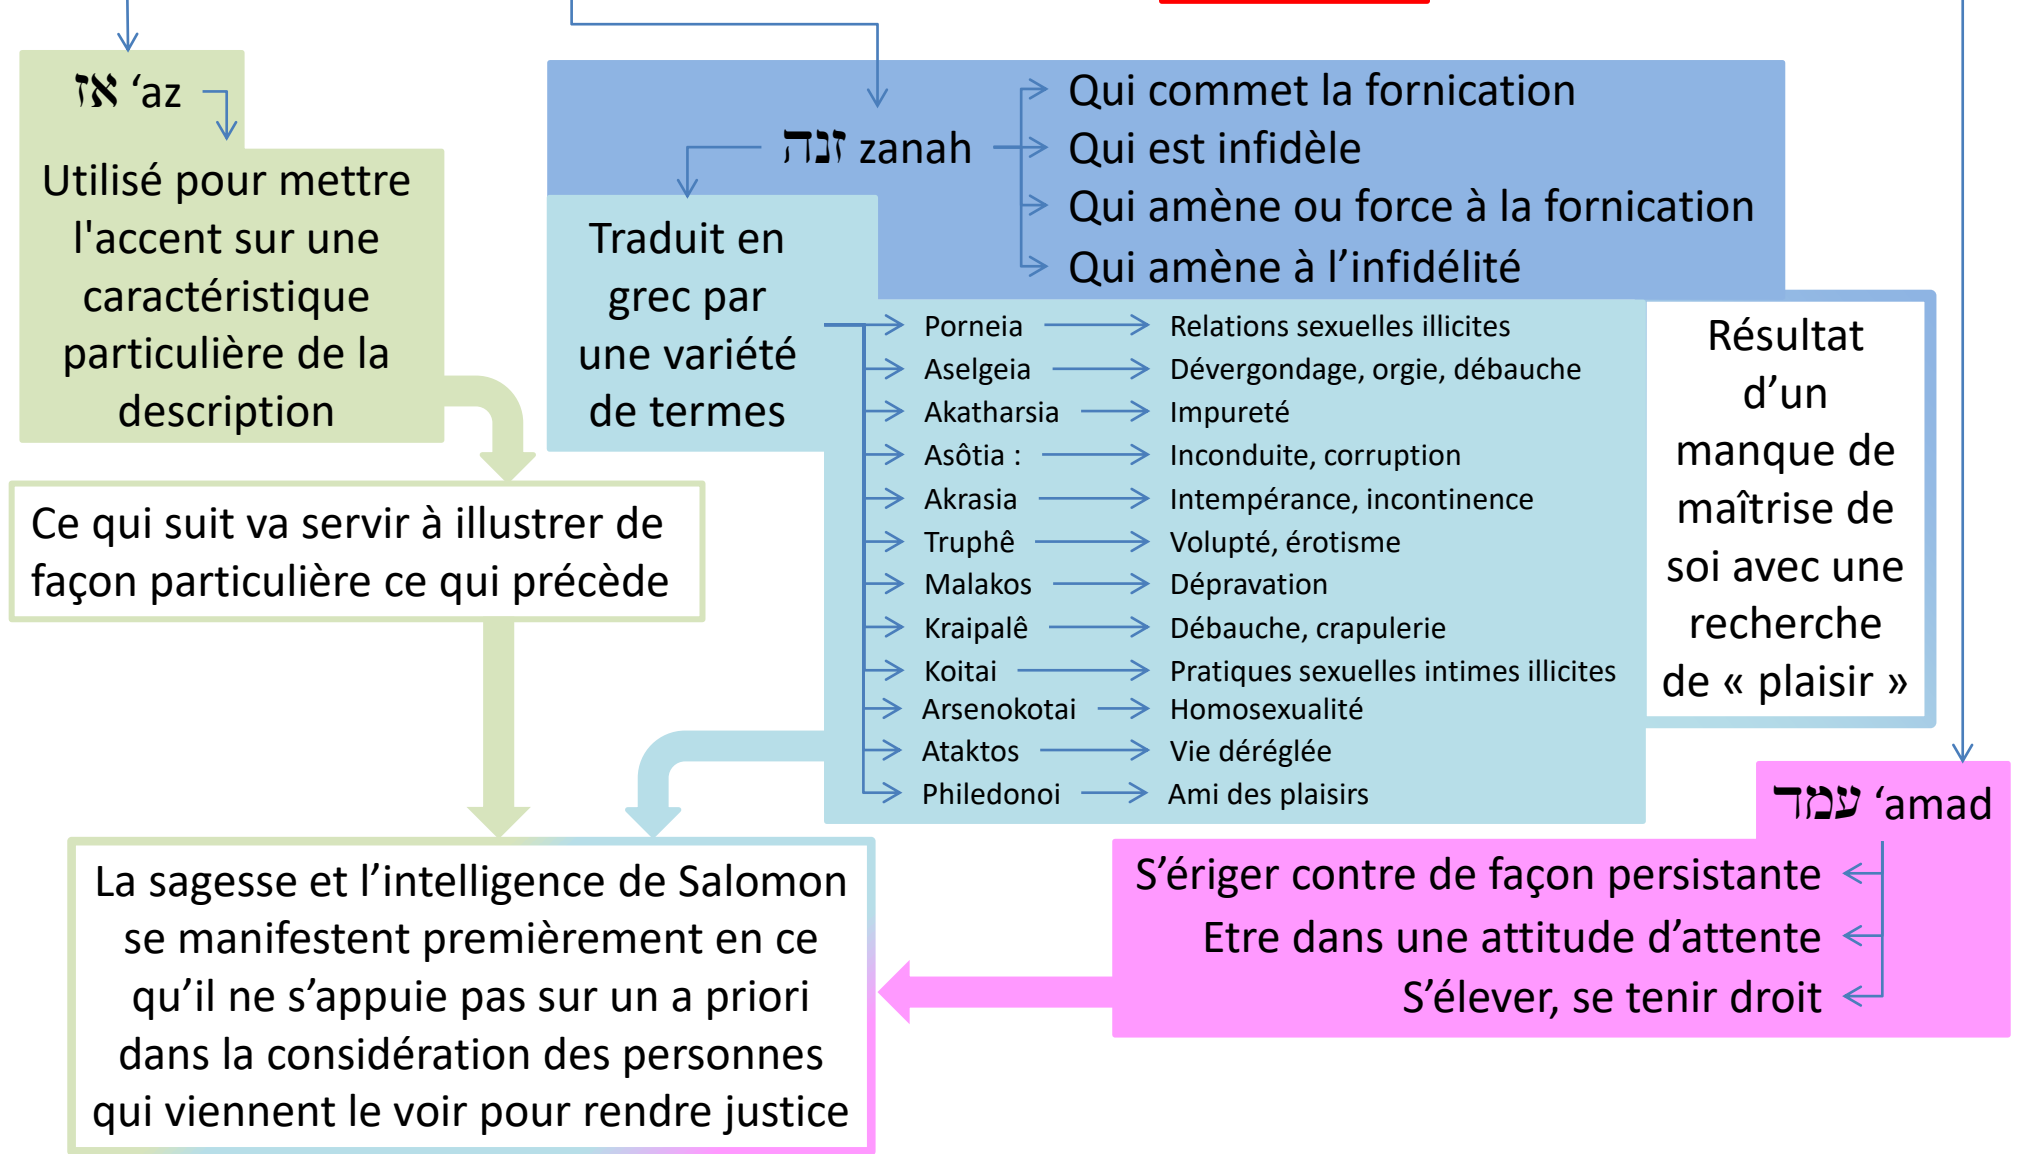 אז ‘az
Utilisé pour mettre
l'accent sur une
caractéristique
particulière de la
description
Ce qui suit va servir à illustrer de
façon particulière ce qui précède
זנה zanah
Qui commet la fornication
Qui est infidèle
Qui amène ou force à la fornication
Qui amène à l’infidélité
Traduit en
grec par
une variété
de termes
Porneia Relations sexuelles illicites
Aselgeia Dévergondage, orgie, débauche
Akatharsia Impureté
Asôtia : Inconduite, corruption
Akrasia Intempérance, incontinence
Truphê Volupté, érotisme
Malakos Dépravation
Kraipalê Débauche, crapulerie
Koitai Pratiques sexuelles intimes illicites
Arsenokotai Homosexualité
Ataktos Vie déréglée
Philedonoi Ami des plaisirs
Résultat
d’un
manque de
maîtrise de
soi avec une
recherche
de « plaisir »
עמד ‘amad
S’ériger contre de façon persistante
Etre dans une attitude d’attente
S’élever, se tenir droit
La sagesse et l’intelligence de Salomon
se manifestent premièrement en ce
qu’il ne s’appuie pas sur un a priori
dans la considération des personnes
qui viennent le voir pour rendre justice